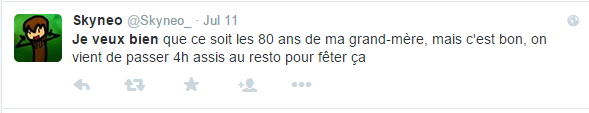 Skyneo @Skyneo_ · Jul 11
Je veux bien que ce soit les 80 ans de ma grand-mère, mais c'est bon, on
vient de passer 4h assis au resto pour fêter ça